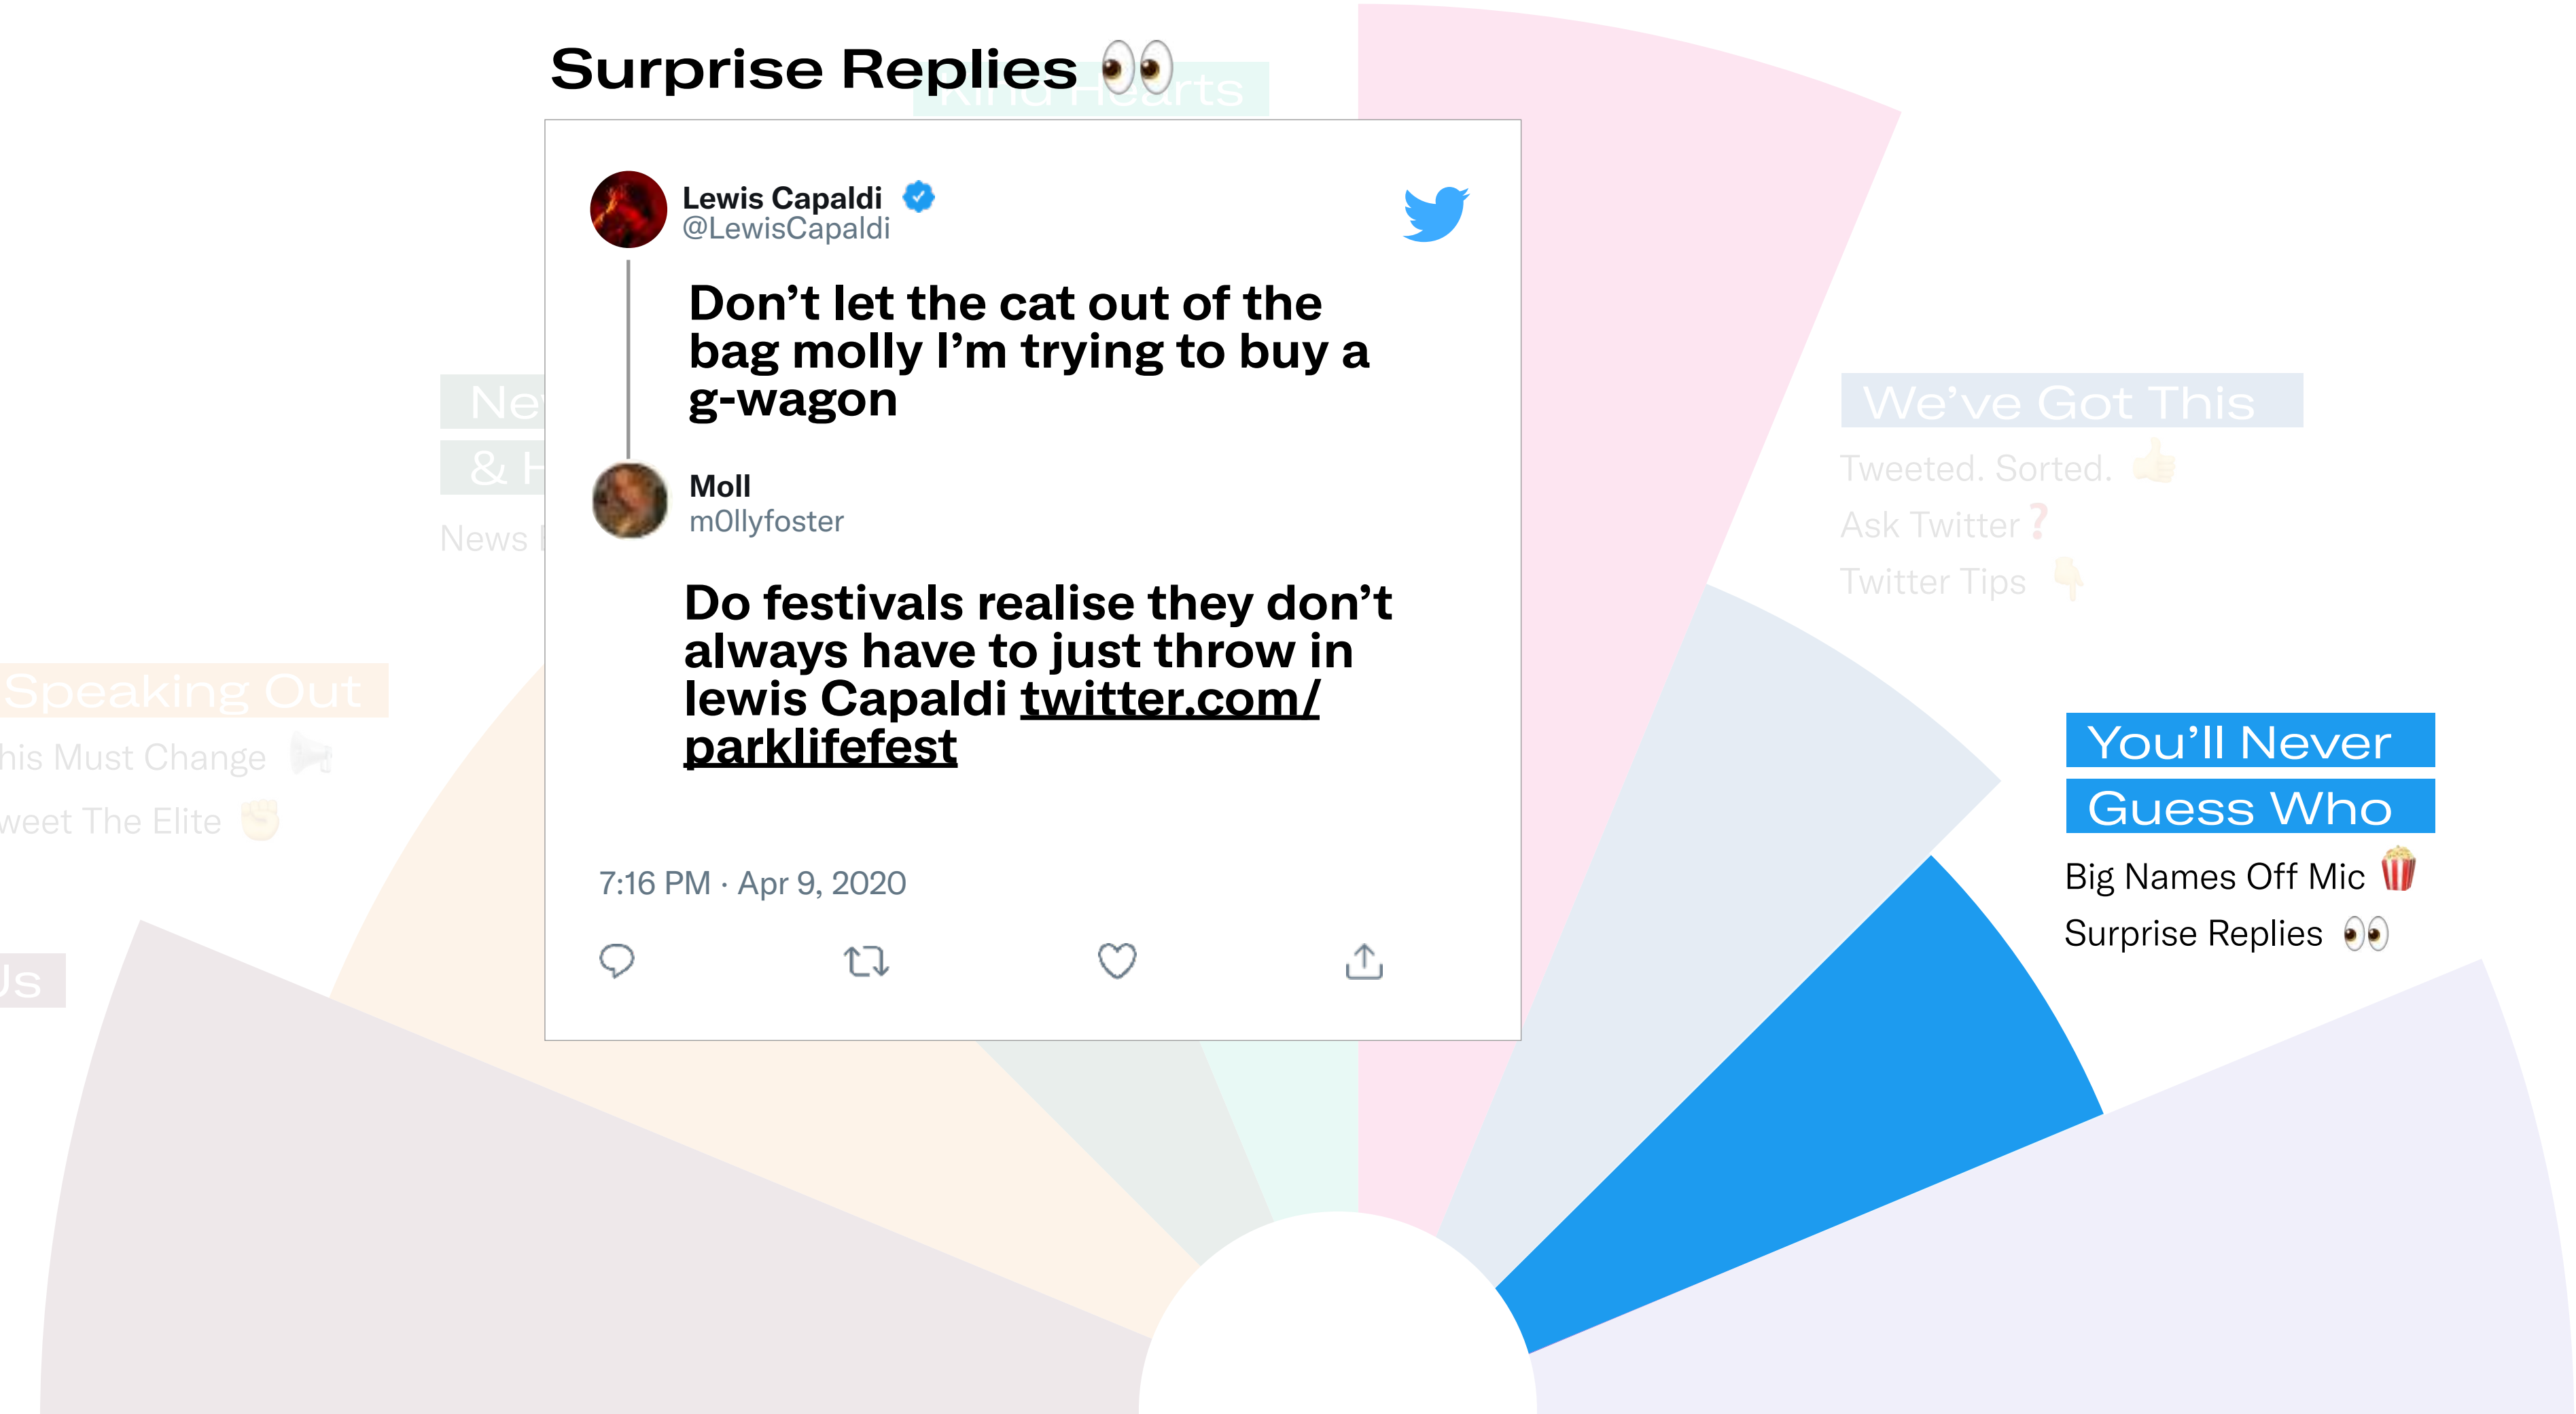 Surprise Replies 👀
Kind Hearts
Lewis Capaldi
@LewisCapaldi
Don’t let the cat out of the
bag molly I’m trying to buy a
g-wagon
Moll
m0llyfoster
Do festivals realise they don’t
always have to just throw in
lewis Capaldi twitter.com/
parklifefest
7:16 PM · Apr 9, 2020
& H
News
Speaking Out
his Must Change
weet The Elite
Us
We’ve Got This
Tweeted. Sorted. 👍
Ask Twitter❓
Twitter Tips 👇
You’ll Never
Guess Who
Big Names Off Mic 🍿
Surprise Replies 👀